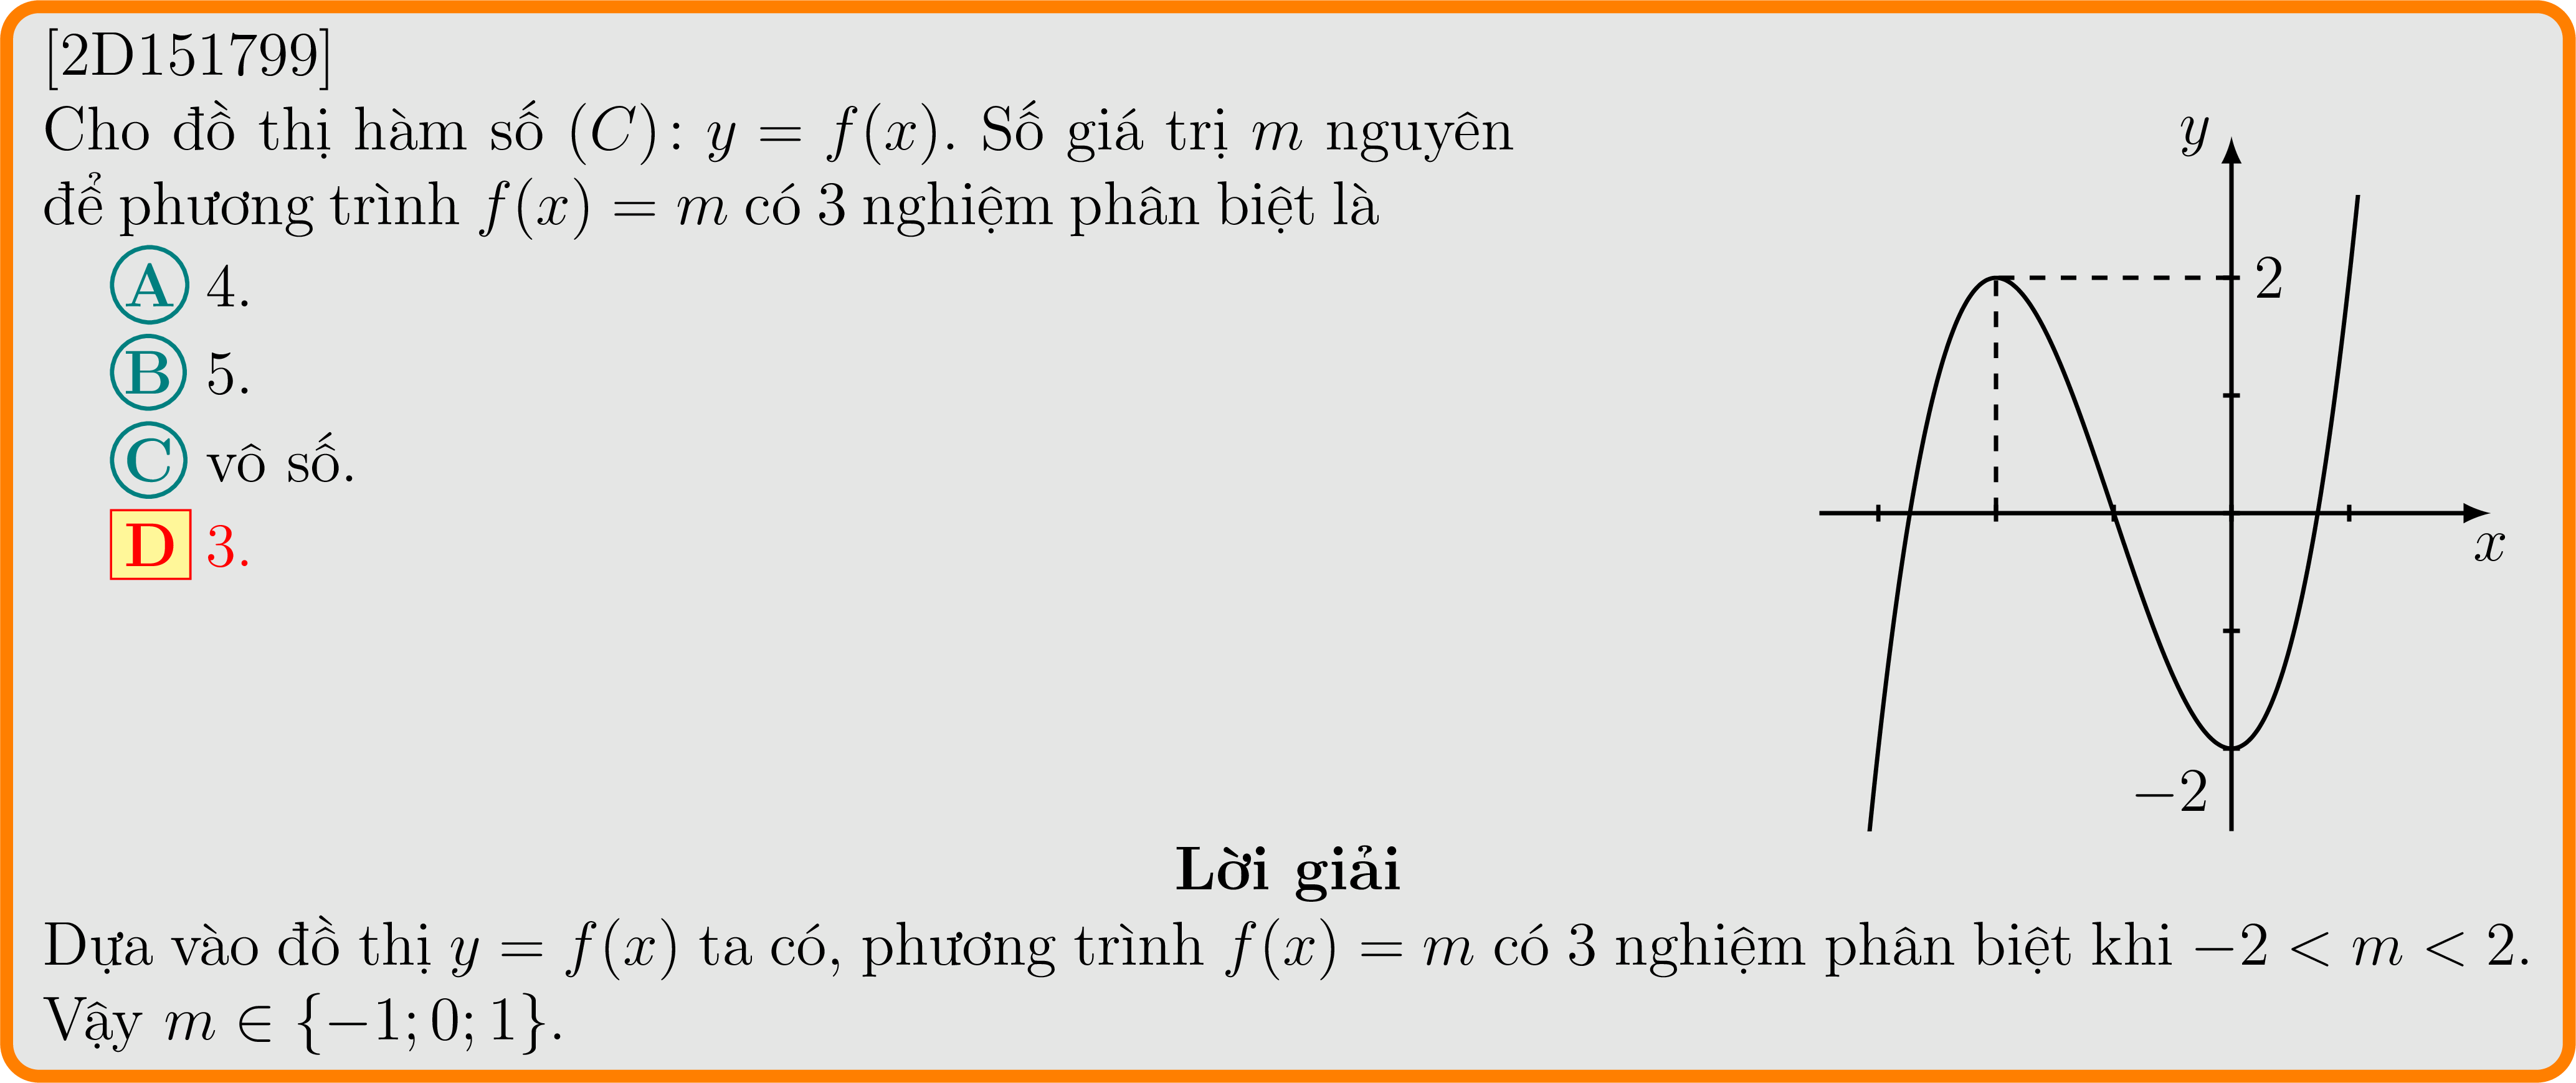 [2D151799]
Cho đồ thị hàm số (C): y = f(x). Số giá trị m nguyên
để phương trình f(x) = m có 3 nghiệm phân biệt là
A 4.
B 5.
C vô số.
D 3.
y
2
x
−2
Lời giải
Dựa vào đồ thị y = f(x) ta có, phương trình f(x) = m có 3 nghiệm phân biệt khi −2 < m < 2.
Vậy m ∈ {−1; 0; 1}.